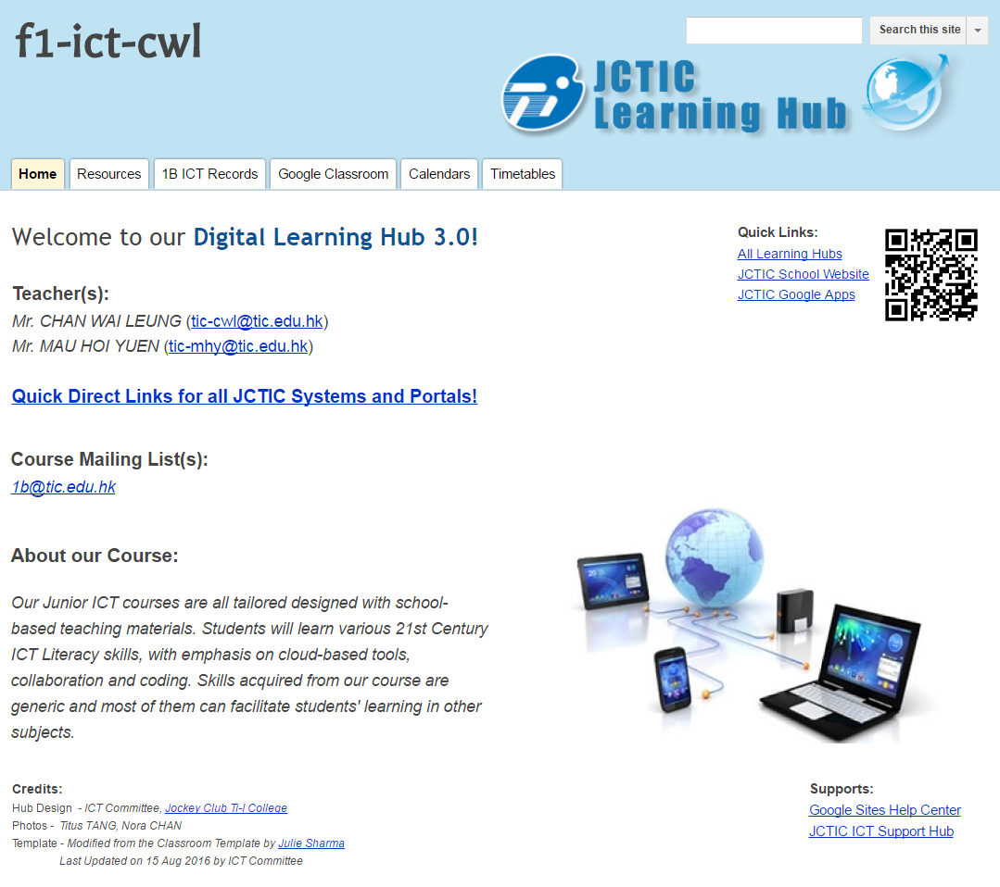 f1-ict-cwl
Search this site
JCTIC
Learning Hub
Home
Resources
1B ICT Records
Google Classroom
Calendars
Timetables
Welcome to our Digital Learning Hub 3.0!
Teacher(s):
Mr. CHAN WAI LEUNG (tic-cwl@tic.edu.hk)
Mr. MAU HOI YUEN (tic-mhy@tic.edu.hk)
Quick Links:
All Learning Hubs
JCTIC School Website
JCTIC Google Apps
Quick Direct Links for all JCTIC Systems and Portals!
Course Mailing List(s):
1b@tic.edu.hk
About our Course:
Our Junior ICT courses are all tailored designed with school-
based teaching materials. Students will learn various 21st Century
ICT Literacy skills, with emphasis on cloud-based tools,
collaboration and coding. Skills acquired from our course are
generic and most of them can facilitate students' learning in other
subjects.
Credits:
Hub Design - ICT Committee, Jockey Club Ti-I College
Photos - Titus TANG, Nora CHAN
Template - Modified from the Classroom Template by Julie Sharma
Last Updated on 15 Aug 2016 by ICT Committee
Supports:
Google Sites Help Center
JCTIC ICT Support Hub